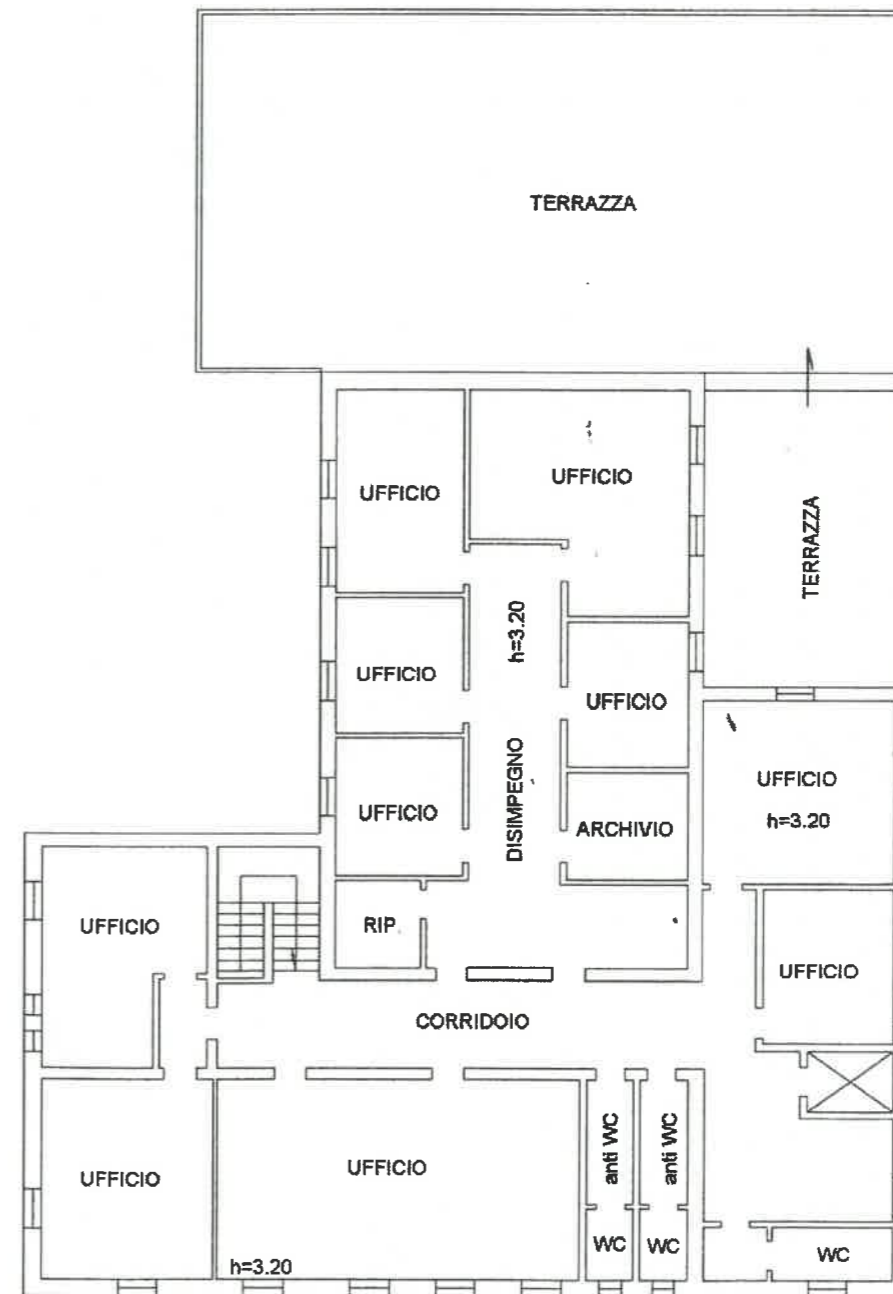 TERRAZZA
UFFICIO
UFFICIO
TERRAZZA
h=3.20
UFFICIO
UFFICIO
UFFICIO
h=3.20
DISIMPEGNO
UFFICIO
ARCHIVIO
UFFICIO
RIP.
UFFICIO
CORRIDOIO
UFFICIO
UFFICIO
anti WC
anti WC
UFFICIO
WC
WC
WC
h=3.20